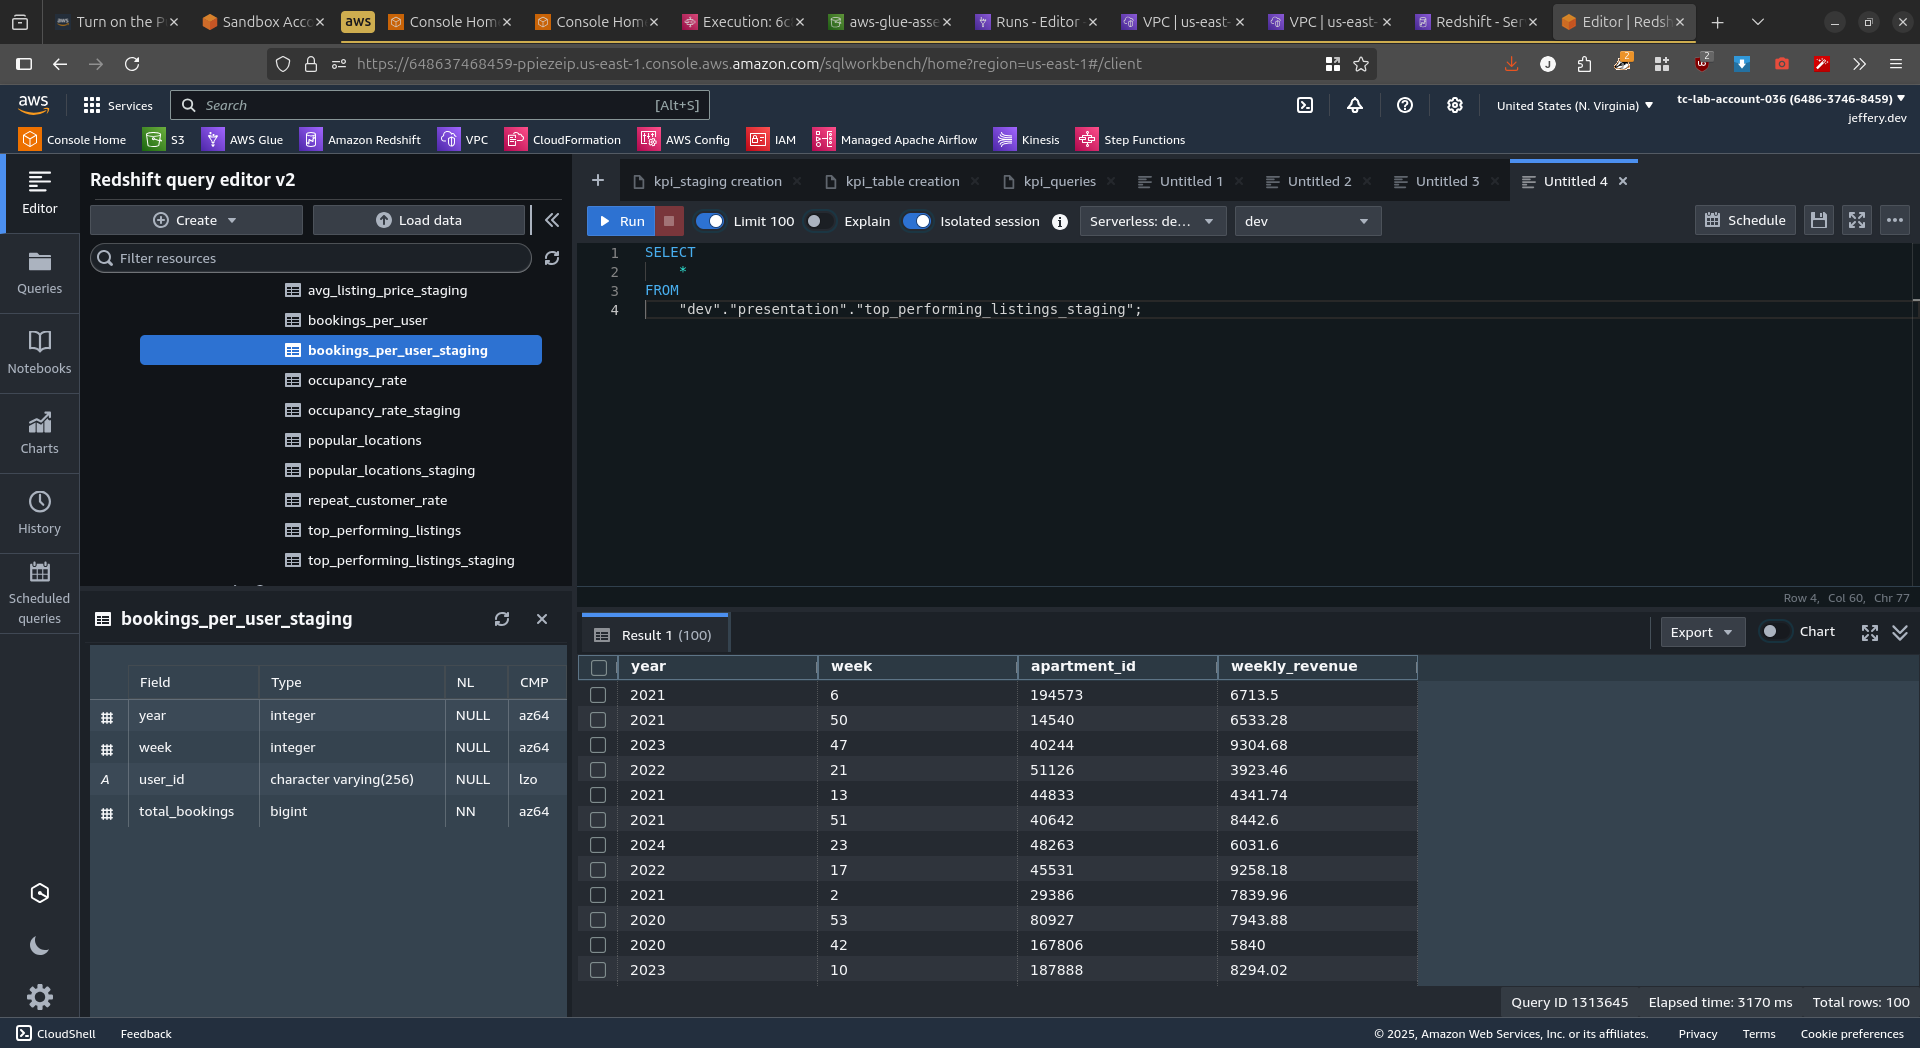 Turn on the P
Sandbox Acc
aws
Console Hom
Console Hom
Execution: 6c
aws-glue-asse
Runs - Editor
VPC | us-east-
VPC | us-east-
Redshift - Ser
Editor | Redsh
https://648637468459-ppiezeip.us-east-1.console.aws.amazon.com/sqlworkbench/home?region=us-east-1#/client
J
2
2
aws
Services
Search
[Alt+S]
United States (N. Virginia)
tc-lab-account-036 (6486-3746-8459)
jeffery.dev
Console Home
S3
AWS Glue
Amazon Redshift
VPC
CloudFormation
AWS Config
IAM
Managed Apache Airflow
Kinesis
Step Functions
Editor
Queries
Notebooks
Charts
History
Scheduled
queries
Redshift query editor v2
Create
Load data
Filter resources
avg_listing_price_staging
bookings_per_user
bookings_per_user_staging
occupancy_rate
occupancy_rate_staging
popular_locations
popular_locations_staging
repeat_customer_rate
top_performing_listings
top_performing_listings_staging
bookings_per_user_staging
Field Type NL CMP
year integer NULL az64
week integer NULL az64
A user_id character varying(256) NULL lzo
total_bookings bigint NN az64
kpi_staging creation
kpi_table creation
kpi_queries
Untitled 1
Untitled 2
Untitled 3
Untitled 4
Run
Limit 100
Explain
Isolated session
Serverless: de...
dev
Schedule
1 SELECT
2 *
3 FROM
4 "dev"."presentation"."top_performing_listings_staging";
Row 4, Col 60, Chr 77
Result 1 (100)
Export
Chart
year week apartment_id weekly_revenue
2021 6 194573 6713.5
2021 50 14540 6533.28
2023 47 40244 9304.68
2022 21 51126 3923.46
2021 13 44833 4341.74
2021 51 40642 8442.6
2024 23 48263 6031.6
2022 17 45531 9258.18
2021 2 29386 7839.96
2020 53 80927 7943.88
2020 42 167806 5840
2023 10 187888 8294.02
Query ID 1313645 Elapsed time: 3170 ms Total rows: 100
CloudShell
Feedback
© 2025, Amazon Web Services, Inc. or its affiliates.
Privacy
Terms
Cookie preferences